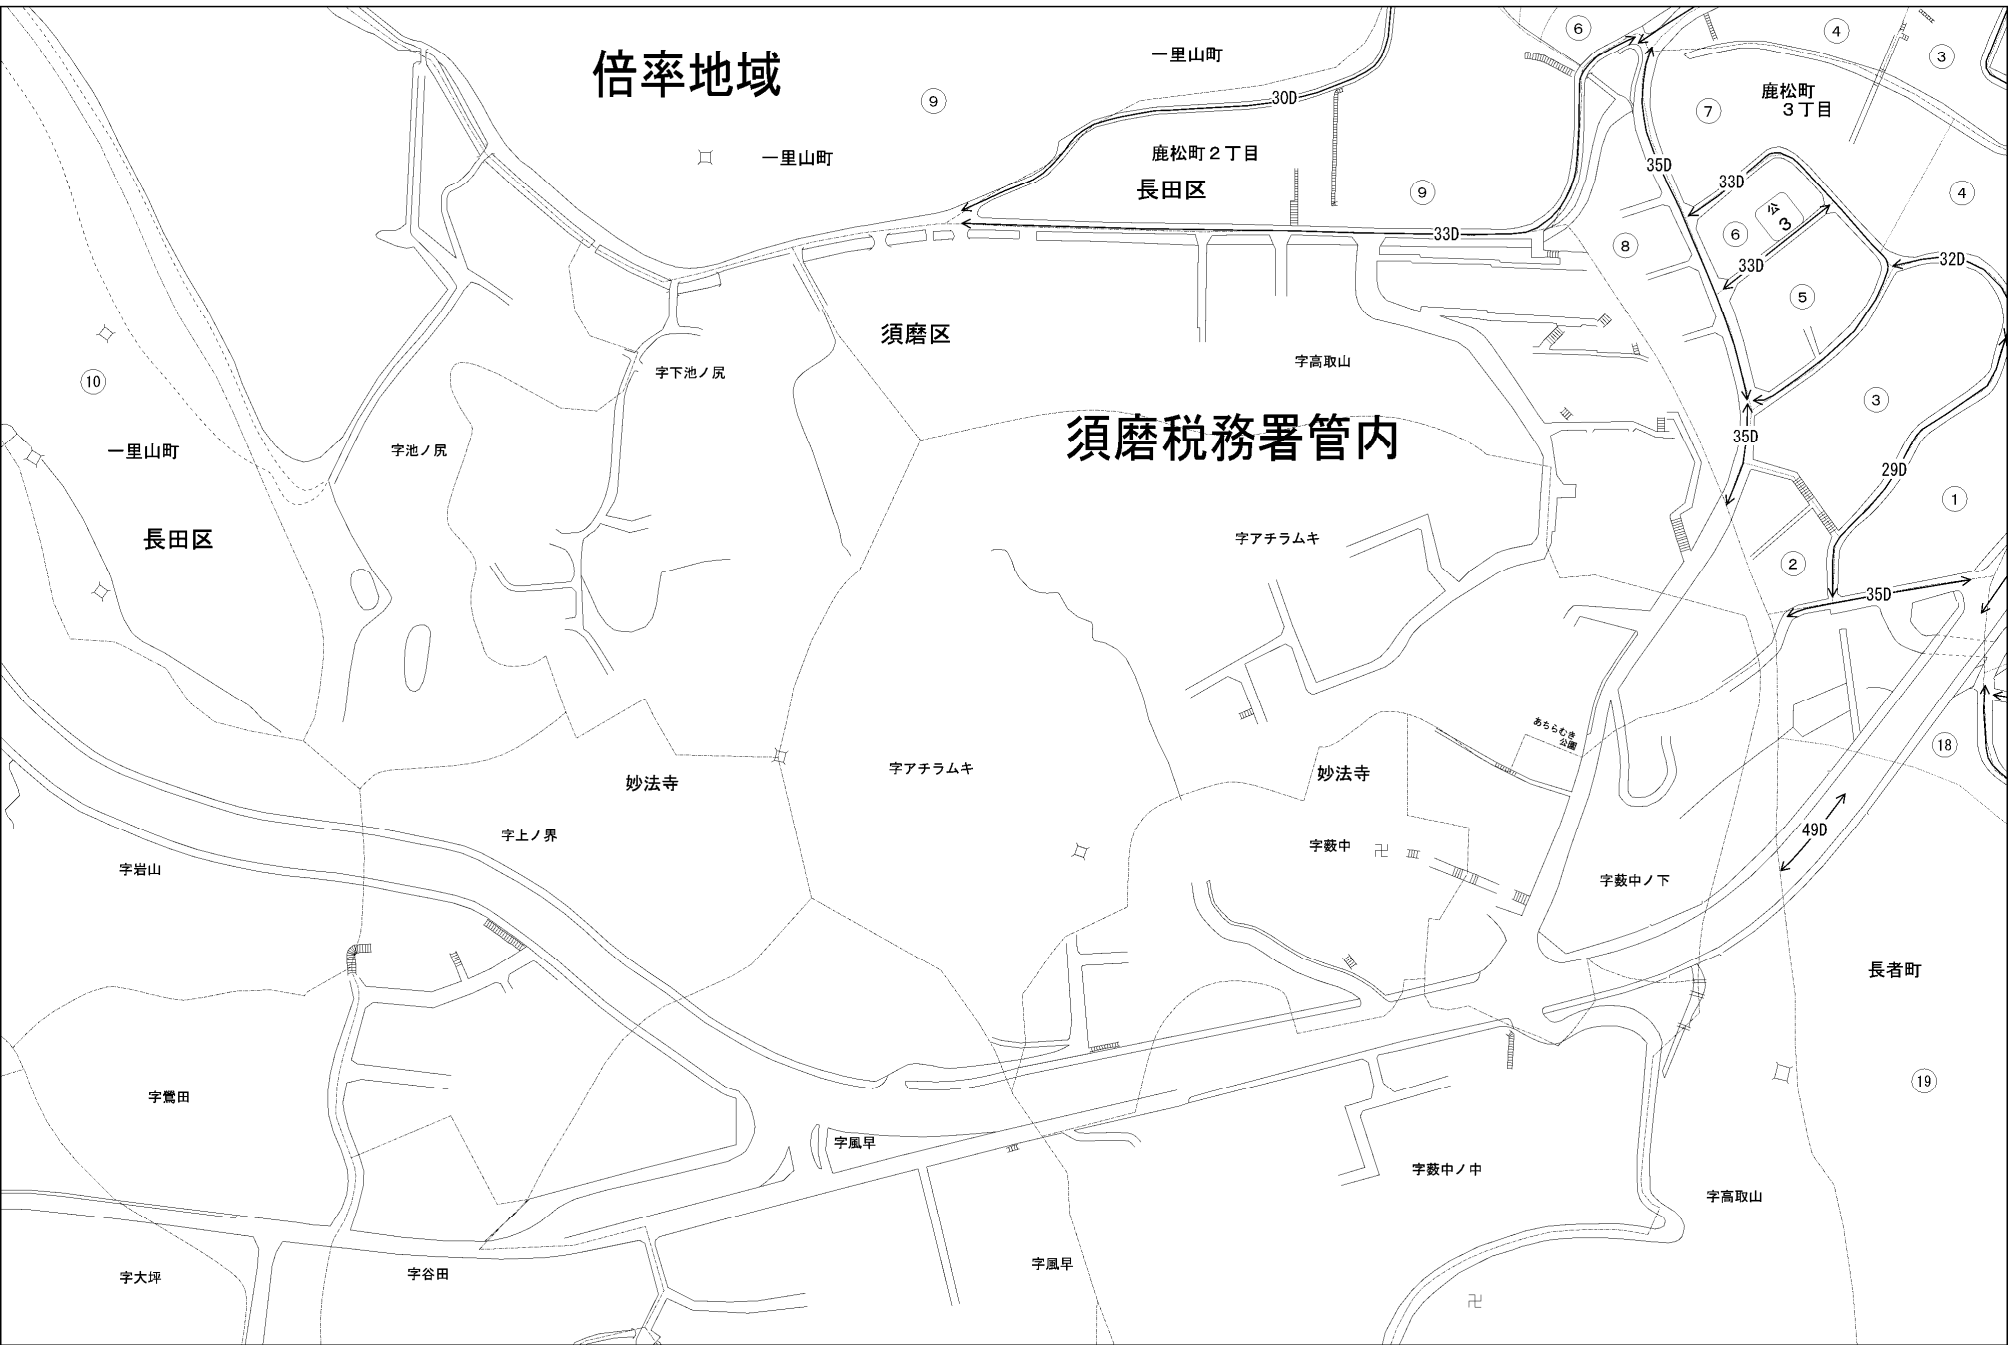 倍率地域
一里山町
⑥
④
③
鹿松町
3丁目
⑦
⑨
30D
一里山町
鹿松町2丁目
長田区
⑨
35D
33D
公
3
④
⑥
33D
⑧
33D
32D
⑤
須磨区
字高取山
字下池ノ尻
⑩
③
須磨税務署管内
35D
一里山町
字池ノ尻
29D
①
長田区
字アチラムキ
②
35D
あちらむき
公園
⑱
妙法寺
字アチラムキ
妙法寺
字上ノ界
49D
字薮中
卍
字岩山
字薮中ノ下
長者町
字鶯田
⑲
字風早
字薮中ノ中
字高取山
字大坪
字谷田
字風早
卍